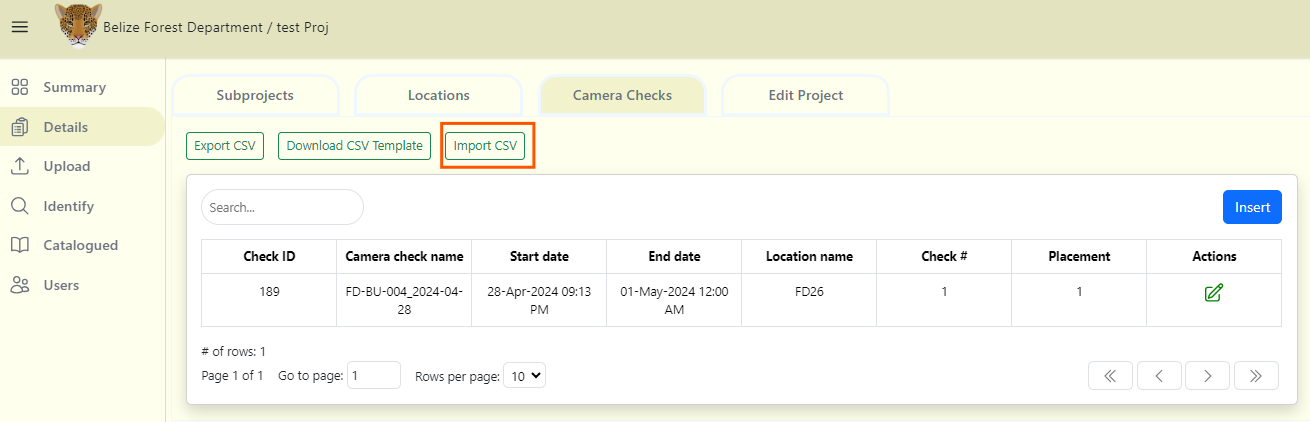 Belize Forest Department / test Proj
Summary
Details
Upload
Identify
Catalogued
Users
Subprojects Locations Camera Checks Edit Project
Export CSV Download CSV Template Import CSV
Search... Insert
Check ID Camera check name Start date End date Location name Check # Placement Actions
189 FD-BU-004_2024-04- 28-Apr-2024 09:13 01-May-2024 12:00 FD26 1 1
28 PM AM
# of rows: 1
Page 1 of 1 Go to page: 1 Rows per page: 10